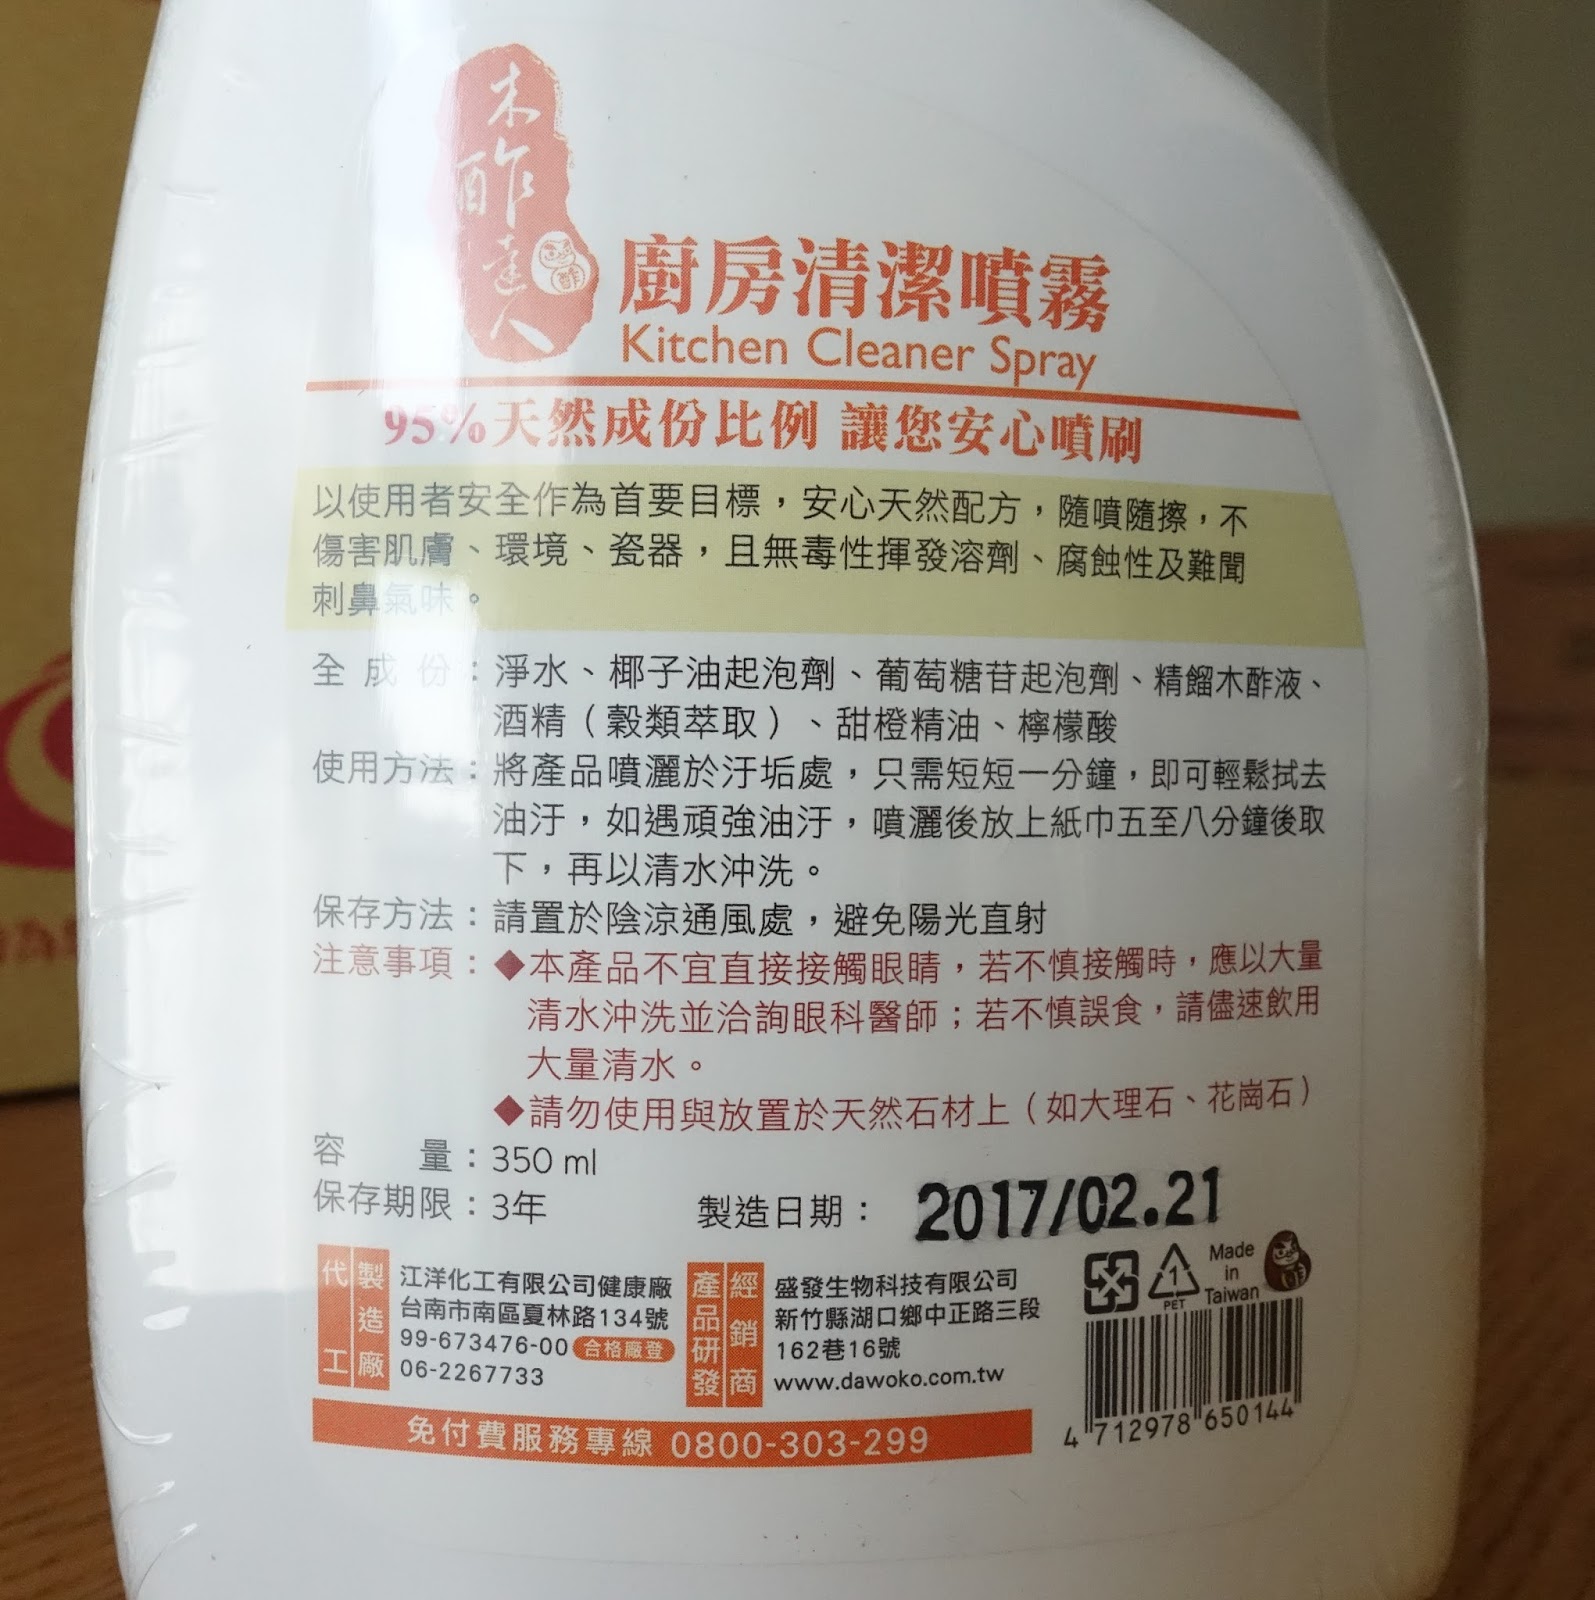 木酢達人
酢
廚房清潔噴霧
Kitchen Cleaner Spray
95%天然成份比例 讓您安心噴刷
以使用者安全作為首要目標，安心天然配方，隨噴隨擦，不
傷害肌膚、環境、瓷器，且無毒性揮發溶劑、腐蝕性及難聞
刺鼻氣味。
全成份：淨水、椰子油起泡劑、葡萄糖苷起泡劑、精餾木酢液、
酒精（穀類萃取）、甜橙精油、檸檬酸
使用方法：將產品噴灑於汙垢處，只需短短一分鐘，即可輕鬆拭去
油汙，如遇頑強油汙，噴灑後放上紙巾五至八分鐘後取
下，再以清水沖洗。
保存方法：請置於陰涼通風處，避免陽光直射
注意事項：◆本產品不宜直接接觸眼睛，若不慎接觸時，應以大量
清水沖洗並洽詢眼科醫師；若不慎誤食，請儘速飲用
大量清水。
◆請勿使用與放置於天然石材上（如大理石、花崗石）
容量：350 ml
保存期限：3年 製造日期：2017/02.21
代工製造廠
江洋化工有限公司健康廠
台南市南區夏林路134號
99-673476-00 合格廠登
06-2267733
產品研發經銷商
盛發生物科技有限公司
新竹縣湖口鄉中正路三段
162巷16號
www.dawoko.com.tw
1
PET
Made
in
Taiwan
酢
4 712978 650144
免付費服務專線 0800-303-299